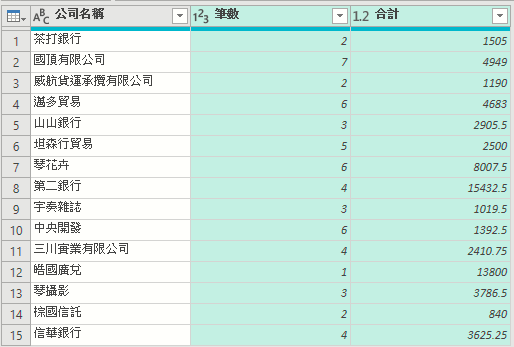 ABC 公司名稱 123 筆數 1.2 合計
1 茶打銀行 2 1505
2 國頂有限公司 7 4949
3 威航貨運承攬有限公司 2 1190
4 邁多貿易 6 4683
5 山山銀行 3 2905.5
6 坦森行貿易 5 2500
7 琴花卉 6 8007.5
8 第二銀行 4 15432.5
9 宇奏雜誌 3 1019.5
10 中央開發 6 1392.5
11 三川實業有限公司 4 2410.75
12 皓國廣兌 1 13800
13 琴攝影 3 3786.5
14 棕國信託 2 840
15 信華銀行 4 3625.25